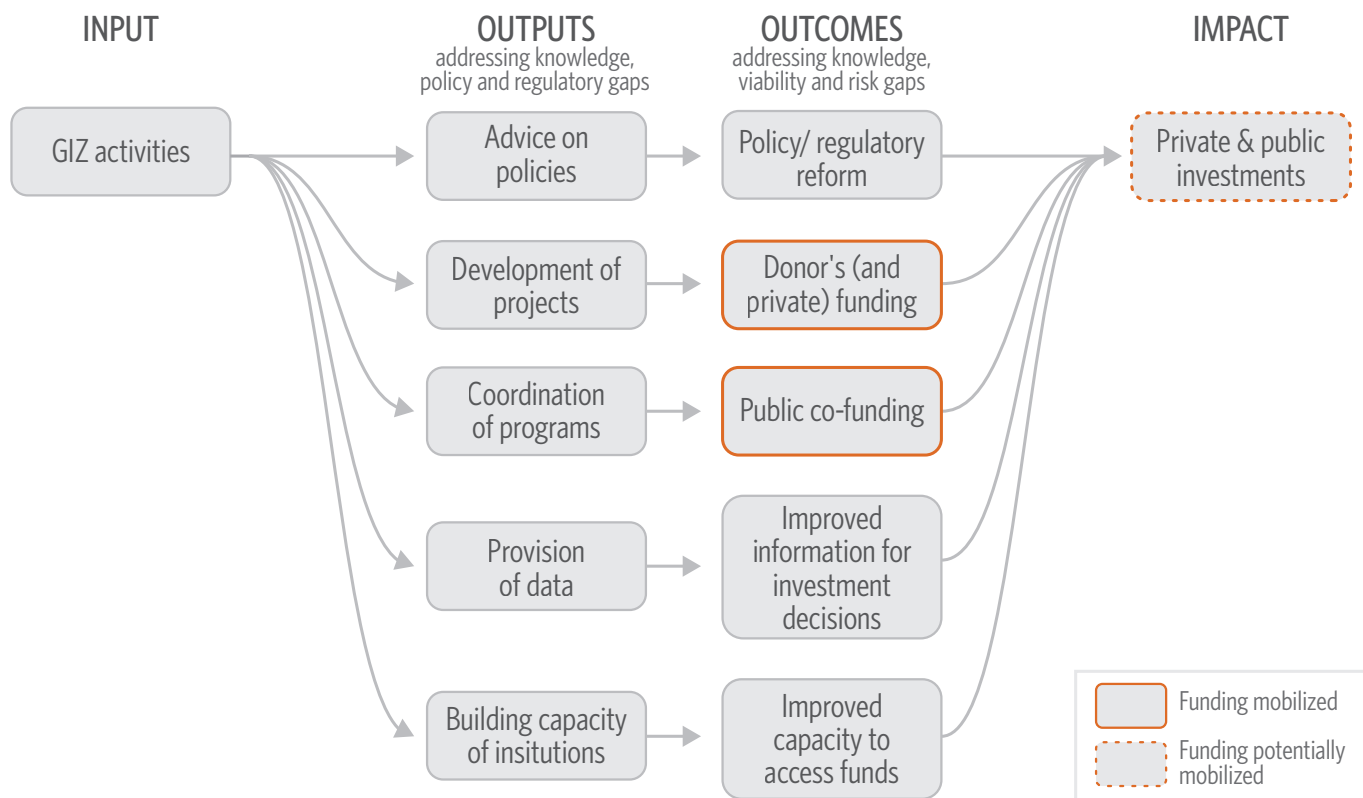 INPUT
OUTPUTS
addressing knowledge,
policy and regulatory gaps
OUTCOMES
addressing knowledge,
viability and risk gaps
IMPACT
GIZ activities
Advice on
policies
Policy/ regulatory
reform
Private & public
investments
Development of
projects
Donor's (and
private) funding
Coordination
of programs
Public co-funding
Provision
of data
Improved
information for
investment
decisions
Building capacity
of insitutions
Improved
capacity to
access funds
Funding mobilized
Funding potentially
mobilized